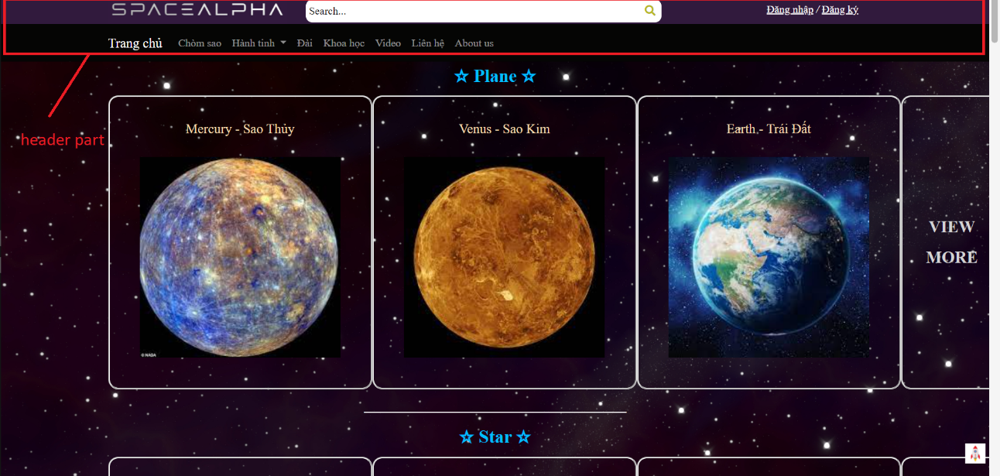 SPACEALPHA
Search...
Đăng nhập / Đăng ký
Trang chủ Chòm sao Hành tinh Đài Khoa học Video Liên hệ About us
☆ Plane ☆
header part
Mercury - Sao Thủy
Venus - Sao Kim
Earth - Trái Đất
VIEW
MORE
© NASA
☆ Star ☆